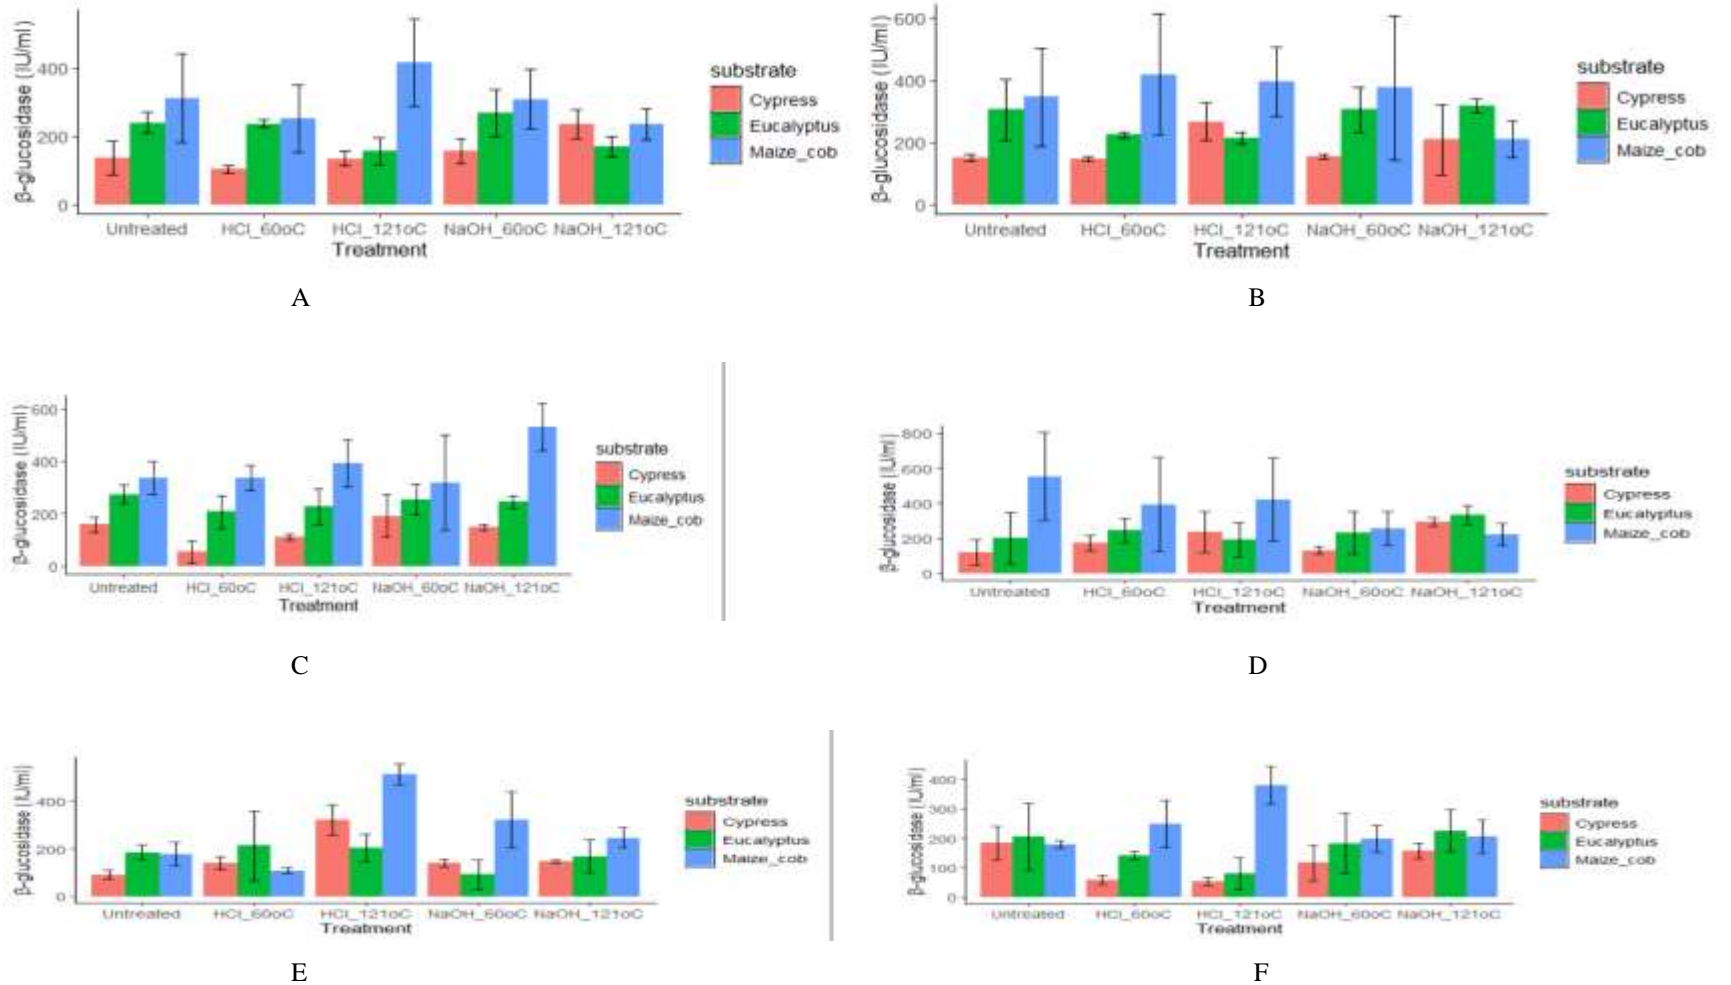 β-glucosidase (IU/ml)
400
200
0
Untreated HCl_60oC HCl_121oC NaOH_60oC NaOH_121oC
Treatment
substrate
Cypress
Eucalyptus
Maize_cob
A
β-glucosidase (IU/ml)
600
400
200
0
Untreated HCl_60oC HCl_121oC NaOH_60oC NaOH_121oC
Treatment
substrate
Cypress
Eucalyptus
Maize_cob
B
β-glucosidase (IU/ml)
600
400
200
0
Untreated HCl_60oC HCl_121oC NaOH_60oC NaOH_121oC
Treatment
substrate
Cypress
Eucalyptus
Maize_cob
C
β-glucosidase (IU/ml)
800
600
400
200
0
Untreated HCl_60oC HCl_121oC NaOH_60oC NaOH_121oC
Treatment
substrate
Cypress
Eucalyptus
Maize_cob
D
β-glucosidase (IU/ml)
400
200
0
Untreated HCl_60oC HCl_121oC NaOH_60oC NaOH_121oC
Treatment
substrate
Cypress
Eucalyptus
Maize_cob
E
β-glucosidase (IU/ml)
400
300
200
100
0
Untreated HCl_60oC HCl_121oC NaOH_60oC NaOH_121oC
Treatment
substrate
Cypress
Eucalyptus
Maize_cob
F